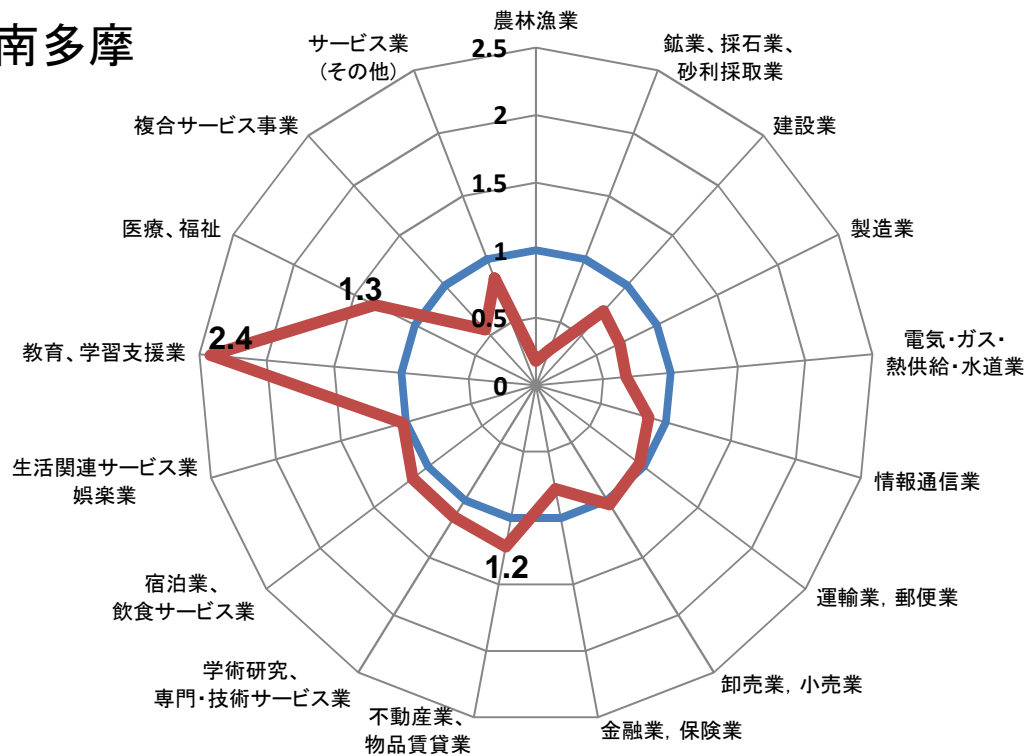 南多摩
農林漁業
鉱業、採石業、
砂利採取業
建設業
製造業
電気・ガス・
熱供給・水道業
情報通信業
運輸業，郵便業
卸売業，小売業
金融業，保険業
不動産業、
物品賃貸業
学術研究、
専門・技術サービス業
宿泊業、
飲食サービス業
生活関連サービス業
娯楽業
教育、学習支援業
医療、福祉
複合サービス事業
サービス業
（その他）
2.5
2
1.5
1
0.5
0
1.3
2.4
1.2